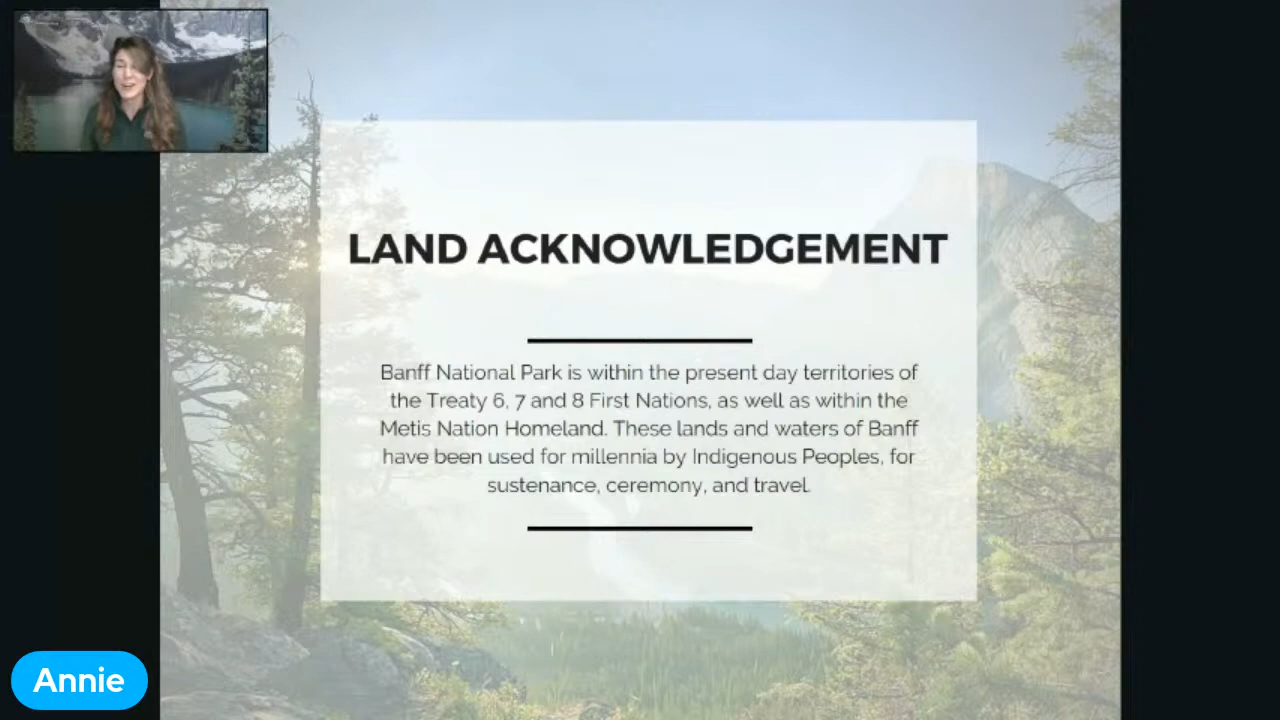 LAND ACKNOWLEDGEMENT
Banff National Park is within the present day territories of
the Treaty 6, 7 and 8 First Nations, as well as within the
Metis Nation Homeland. These lands and waters of Banff
have been used for millennia by Indigenous Peoples, for
sustenance, ceremony, and travel.
Annie